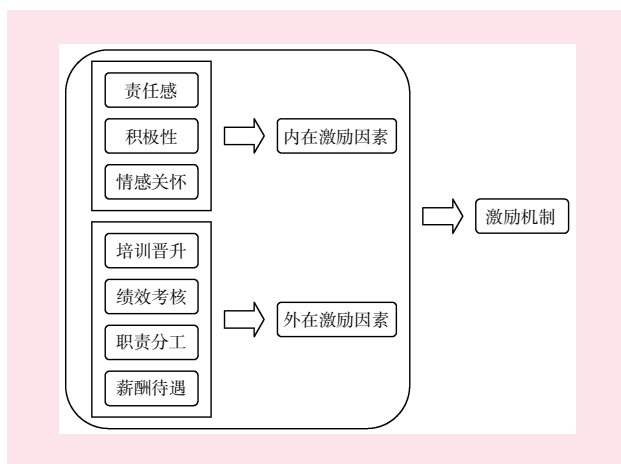 责任感
积极性
情感关怀
内在激励因素
培训晋升
绩效考核
职责分工
薪酬待遇
外在激励因素
激励机制